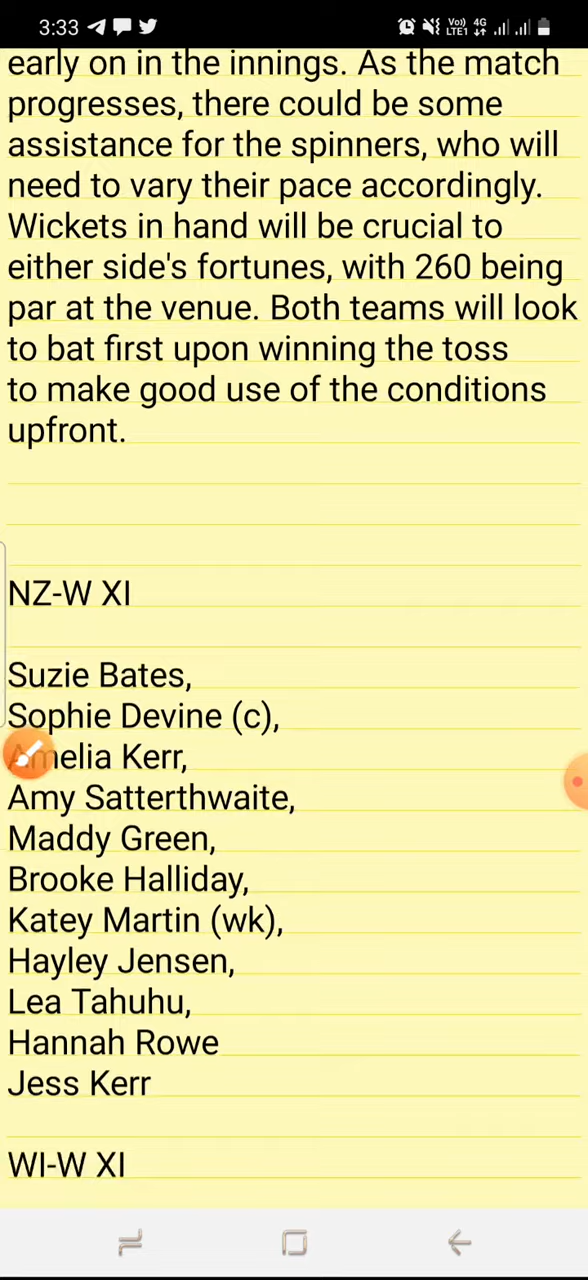 3:33
Vo)) 4G
LTE1
early on in the innings. As the match
progresses, there could be some
assistance for the spinners, who will
need to vary their pace accordingly.
Wickets in hand will be crucial to
either side's fortunes, with 260 being
par at the venue. Both teams will look
to bat first upon winning the toss
to make good use of the conditions
upfront.
NZ-W XI
Suzie Bates,
Sophie Devine (c),
Amelia Kerr,
Amy Satterthwaite,
Maddy Green,
Brooke Halliday,
Katey Martin (wk),
Hayley Jensen,
Lea Tahuhu,
Hannah Rowe
Jess Kerr
WI-W XI